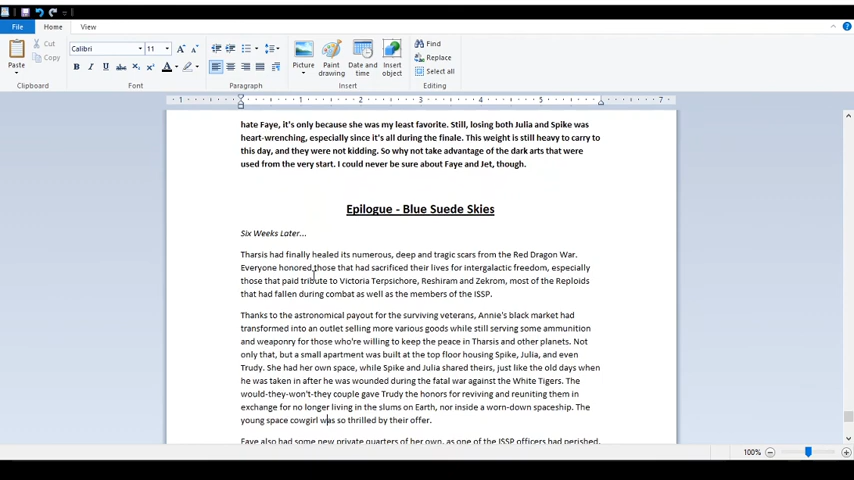 File Home View
Cut
Copy
Paste
Clipboard
Calibri 11 A A
B I U abc X₂ X² A
Font
Paragraph
Picture
Paint drawing
Date and time
Insert object
Insert
Find
Replace
Select all
Editing
1 1 2 3 4 5 7
hate Faye, it's only because she was my least favorite. Still, losing both Julia and Spike was
heart-wrenching, especially since it's all during the finale. This weight is still heavy to carry to
this day, and they were not kidding. So why not take advantage of the dark arts that were
used from the very start. I could never be sure about Faye and Jet, though.
Epilogue - Blue Suede Skies
Six Weeks Later...
Tharsis had finally healed its numerous, deep and tragic scars from the Red Dragon War.
Everyone honored those that had sacrificed their lives for intergalactic freedom, especially
those that paid tribute to Victoria Terpsichore, Reshiram and Zekrom, most of the Reploids
that had fallen during combat as well as the members of the ISSP.
Thanks to the astronomical payout for the surviving veterans, Annie's black market had
transformed into an outlet selling more various goods while still serving some ammunition
and weaponry for those who're willing to keep the peace in Tharsis and other planets. Not
only that, but a small apartment was built at the top floor housing Spike, Julia, and even
Trudy. She had her own space, while Spike and Julia shared theirs, just like the old days when
he was taken in after he was wounded during the fatal war against the White Tigers. The
would-they-won't-they couple gave Trudy the honors for reviving and reuniting them in
exchange for no longer living in the slums on Earth, nor inside a worn-down spaceship. The
young space cowgirl was so thrilled by their offer.
Faye also had some new private quarters of her own, as one of the ISSP officers had perished,
100%